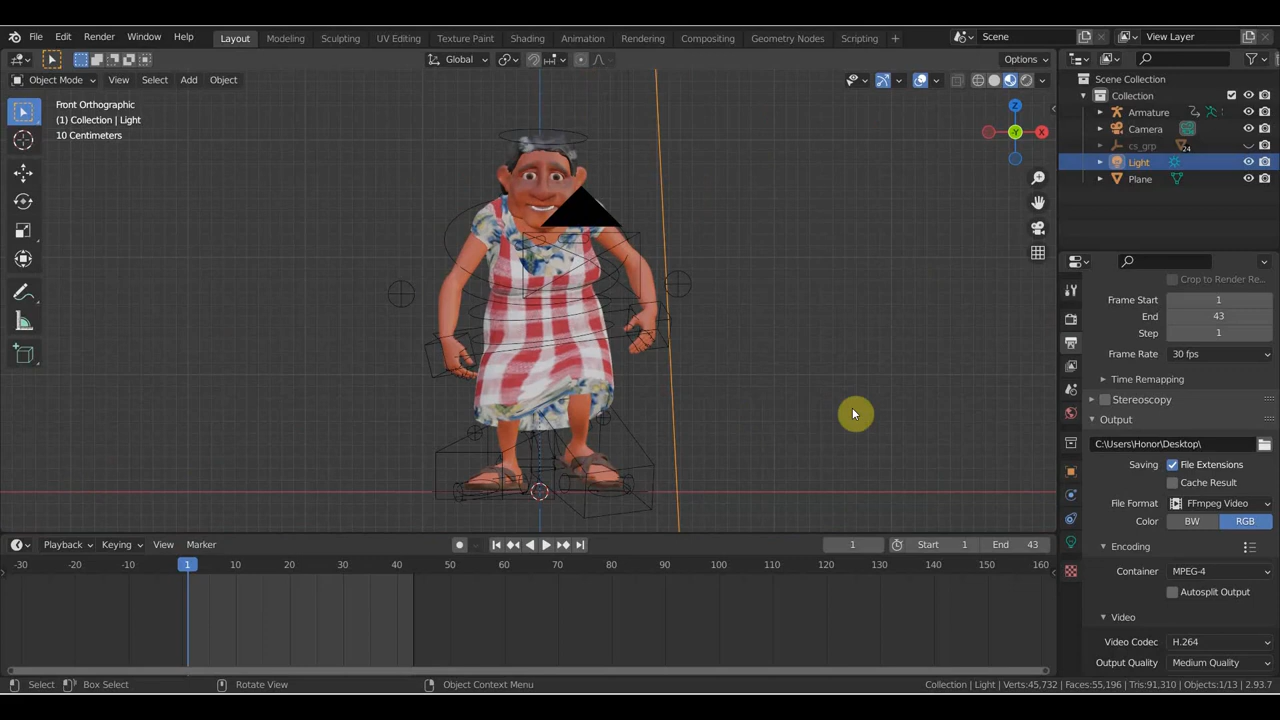 File Edit Render Window Help Layout Modeling Sculpting UV Editing Texture Paint Shading Animation Rendering Compositing Geometry Nodes Scripting + Scene View Layer
Global Options
Object Mode View Select Add Object
Front Orthographic
(1) Collection | Light
10 Centimeters
Z
X
-Y
Scene Collection
Collection
Armature
Camera
cs_grp 24
Light
Plane
Crop to Render Re...
Frame Start 1
End 43
Step 1
Frame Rate 30 fps
Time Remapping
Stereoscopy
Output
C:\Users\Honor\Desktop\
Saving File Extensions
Cache Result
File Format FFmpeg Video
Color BW RGB
Encoding
Container MPEG-4
Autosplit Output
Video
Video Codec H.264
Output Quality Medium Quality
Playback Keying View Marker 1 Start 1 End 43
-30 -20 -10 1 10 20 30 40 50 60 70 80 90 100 110 120 130 140 150 160
Select Box Select Rotate View Object Context Menu Collection | Light | Verts:45,732 | Faces:55,196 | Tris:91,310 | Objects:1/13 | 2.93.7